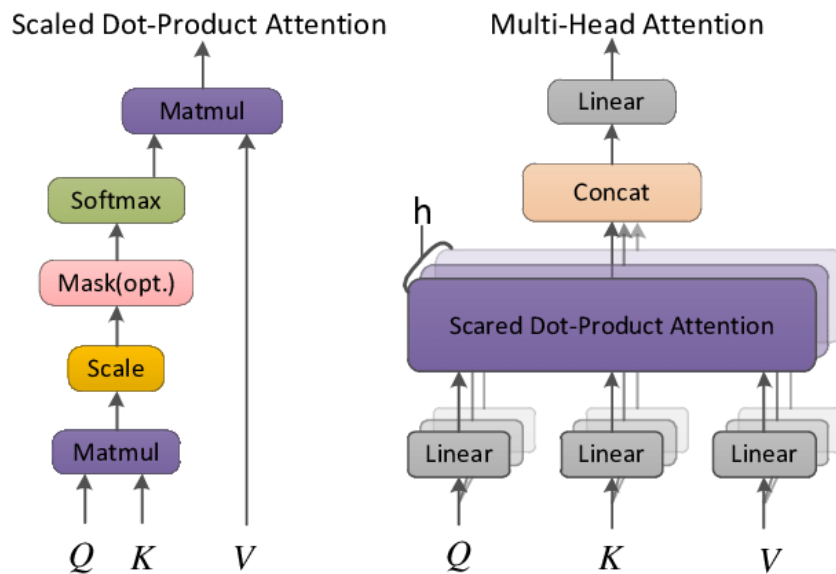 Scaled Dot-Product Attention
Matmul
Softmax
Mask(opt.)
Scale
Matmul
Q K V
Multi-Head Attention
Linear
Concat
h
Scared Dot-Product Attention
Linear Linear Linear
Q K V